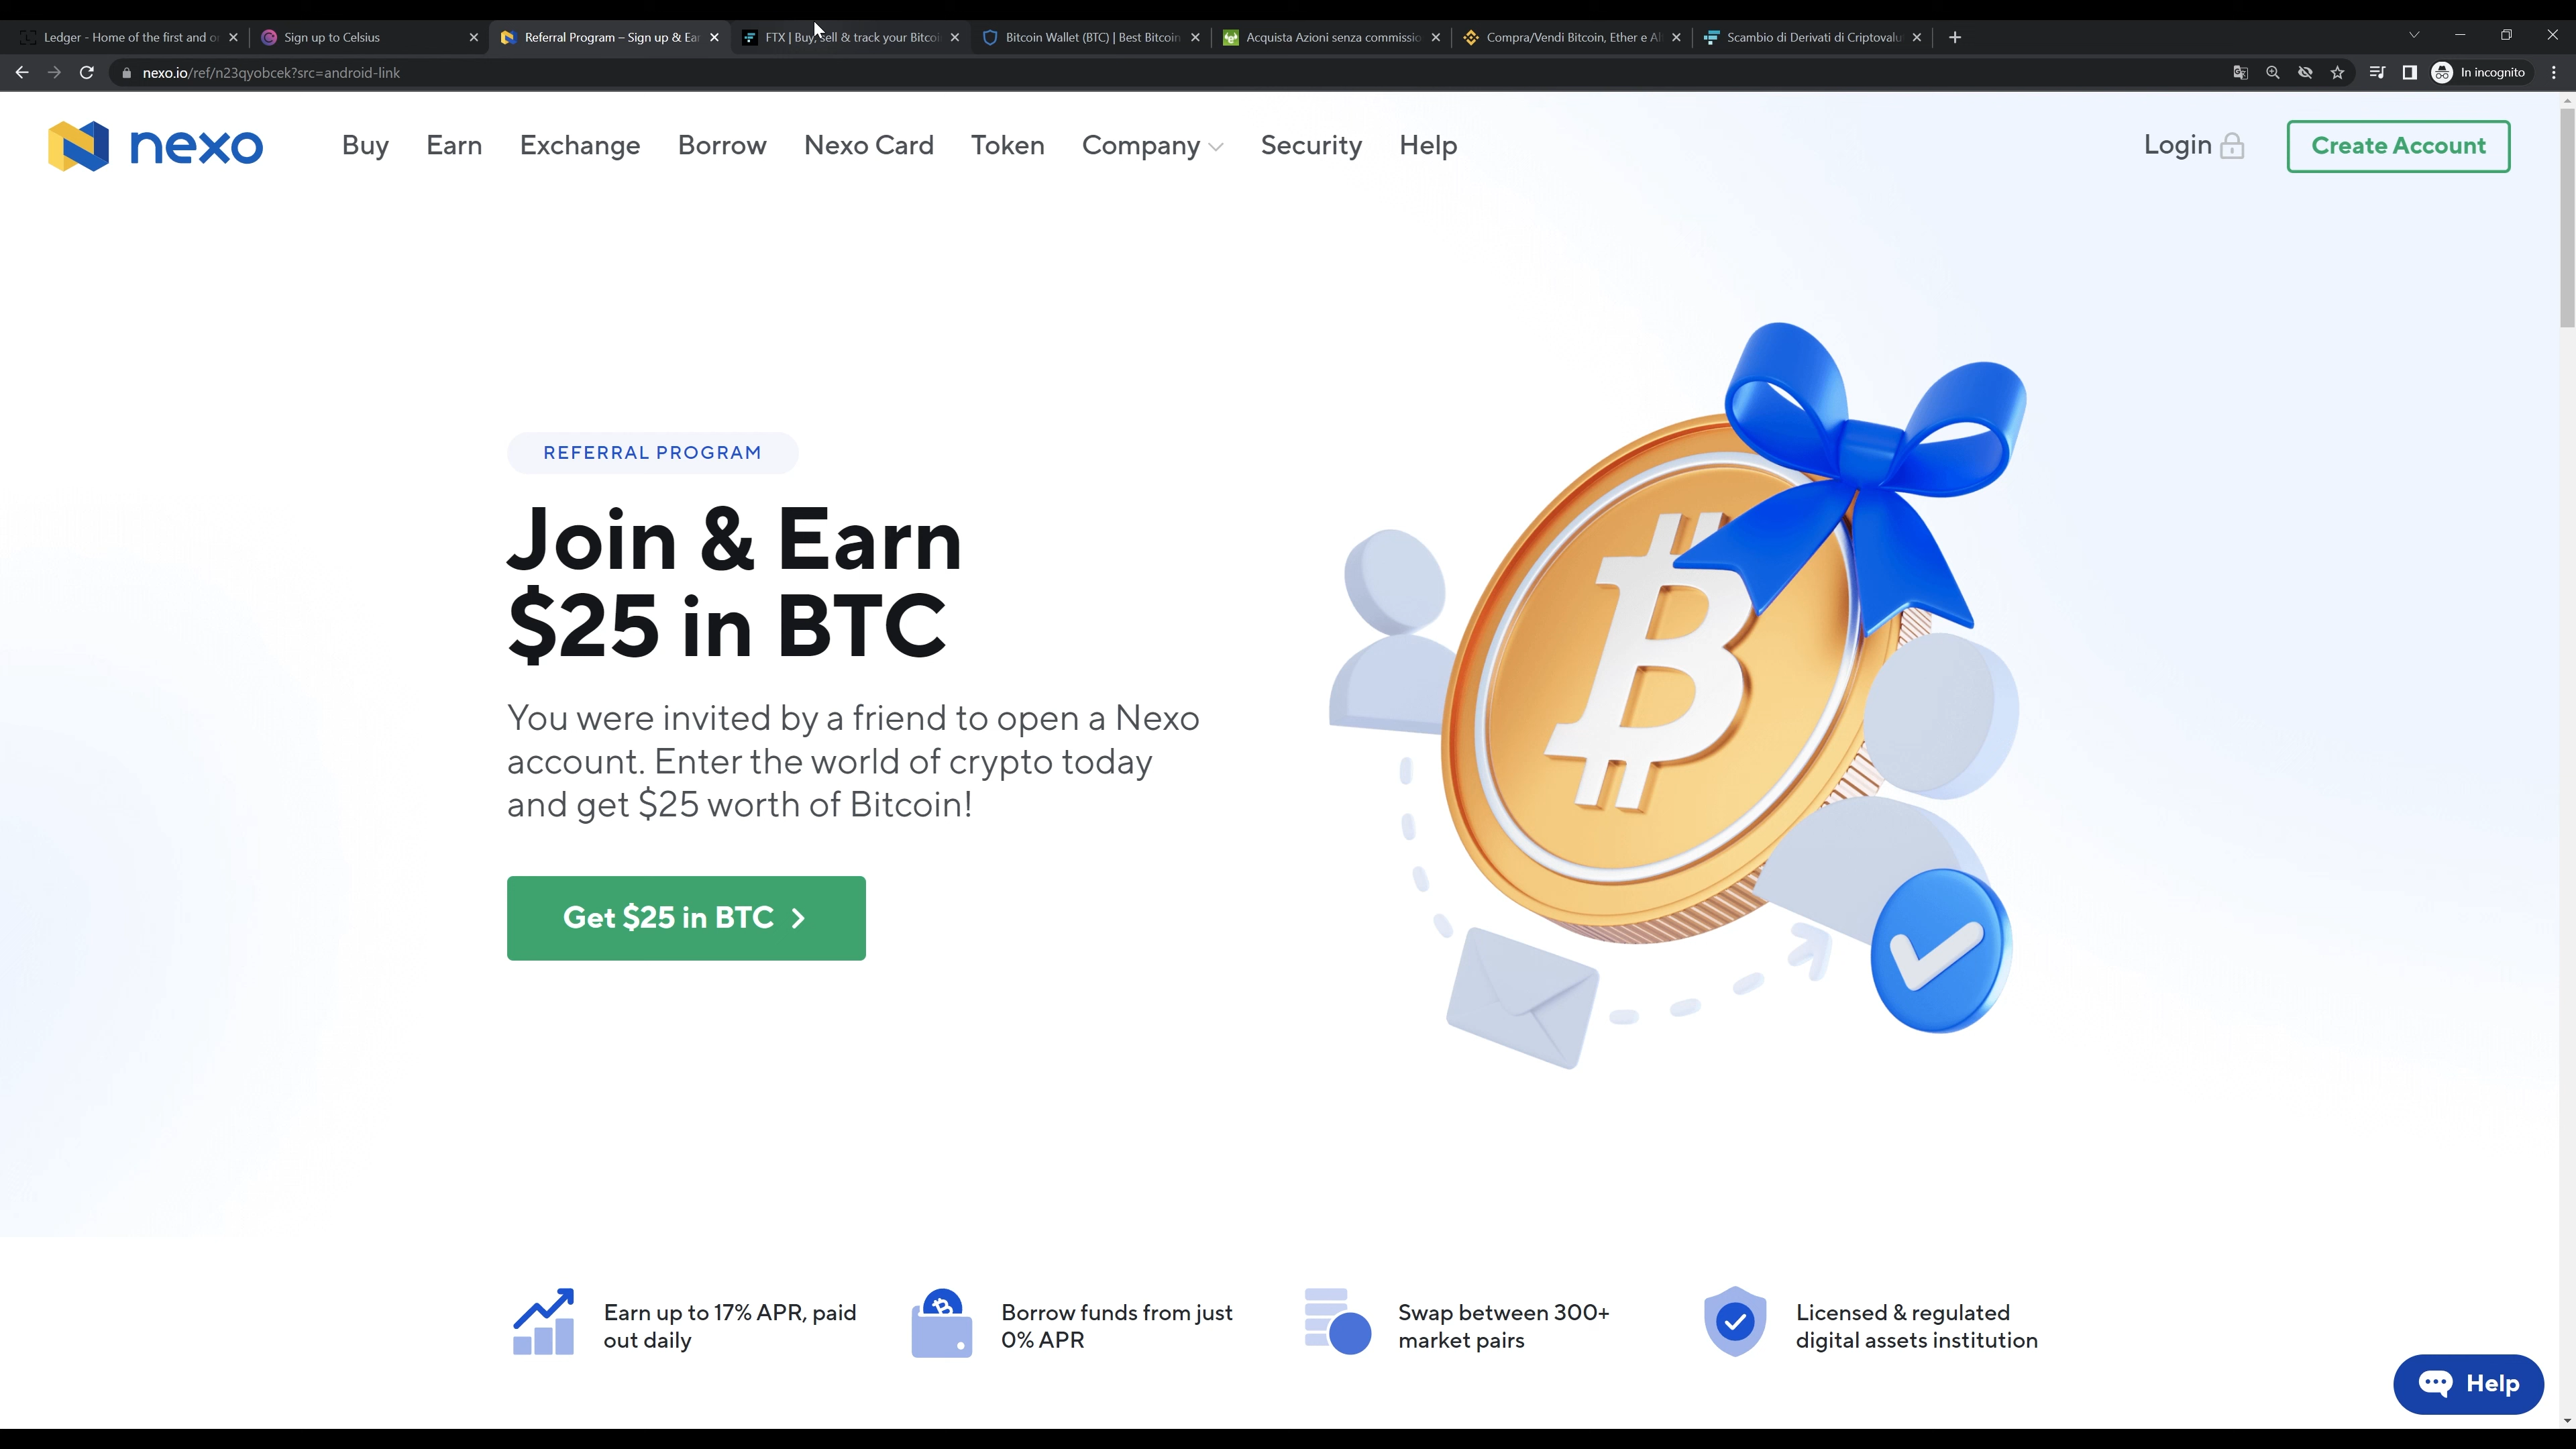 Ledger - Home of the first and o
Sign up to Celsius
Referral Program – Sign up & Ear
FTX | Buy, sell & track your Bitcoi
Bitcoin Wallet (BTC) | Best Bitcoin
Acquista Azioni senza commissio
Compra/Vendi Bitcoin, Ether e Al
Scambio di Derivati di Criptovalu
nexo.io/ref/n23qyobcek?src=android-link
In incognito
nexo
Buy
Earn
Exchange
Borrow
Nexo Card
Token
Company
Security
Help
Login
Create Account
REFERRAL PROGRAM
Join & Earn
$25 in BTC
You were invited by a friend to open a Nexo
account. Enter the world of crypto today
and get $25 worth of Bitcoin!
Get $25 in BTC
Earn up to 17% APR, paid
out daily
Borrow funds from just
0% APR
Swap between 300+
market pairs
Licensed & regulated
digital assets institution
Help